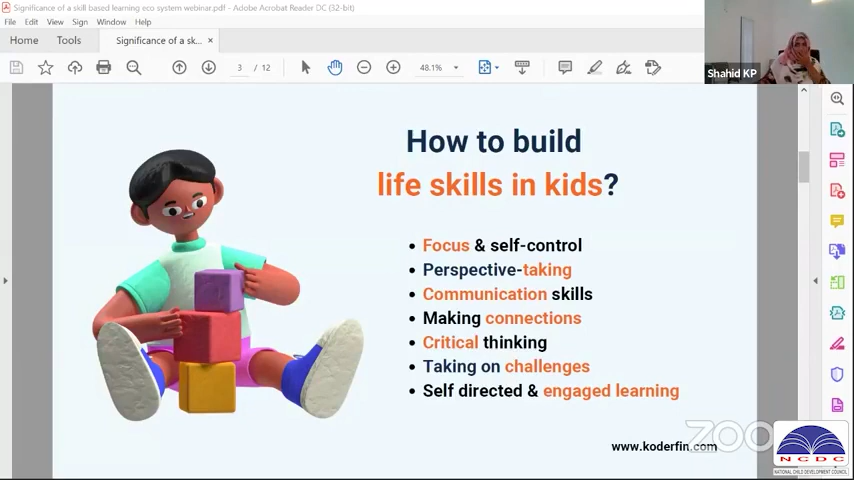 Significance of a skill based learning eco system webinar.pdf - Adobe Acrobat Reader DC (32-bit)
File Edit View Sign Window Help
Home Tools Significance of a sk... ×
3 / 12 48.1%
Shahid KP
How to build
life skills in kids?
• Focus & self-control
• Perspective-taking
• Communication skills
• Making connections
• Critical thinking
• Taking on challenges
• Self directed & engaged learning
www.koderfin.com
zoom
NCDC
NATIONAL CHILD DEVELOPMENT COUNCIL